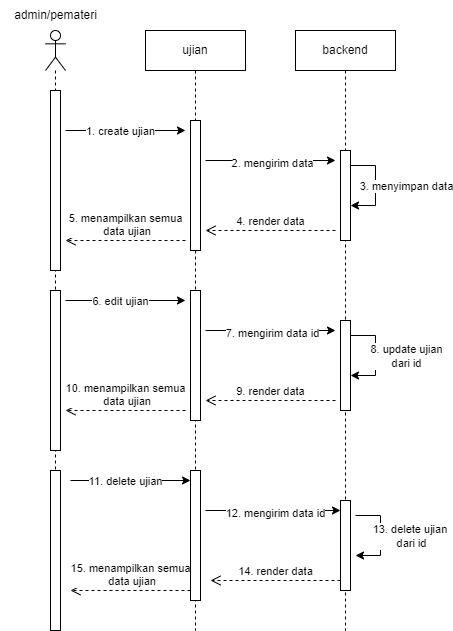 admin/pemateri
ujian
backend
1. create ujian
2. mengirim data
3. menyimpan data
4. render data
5. menampilkan semua
data ujian
6. edit ujian
7. mengirim data id
8. update ujian
dari id
9. render data
10. menampilkan semua
data ujian
11. delete ujian
12. mengirim data id
13. delete ujian
dari id
14. render data
15. menampilkan semua
data ujian